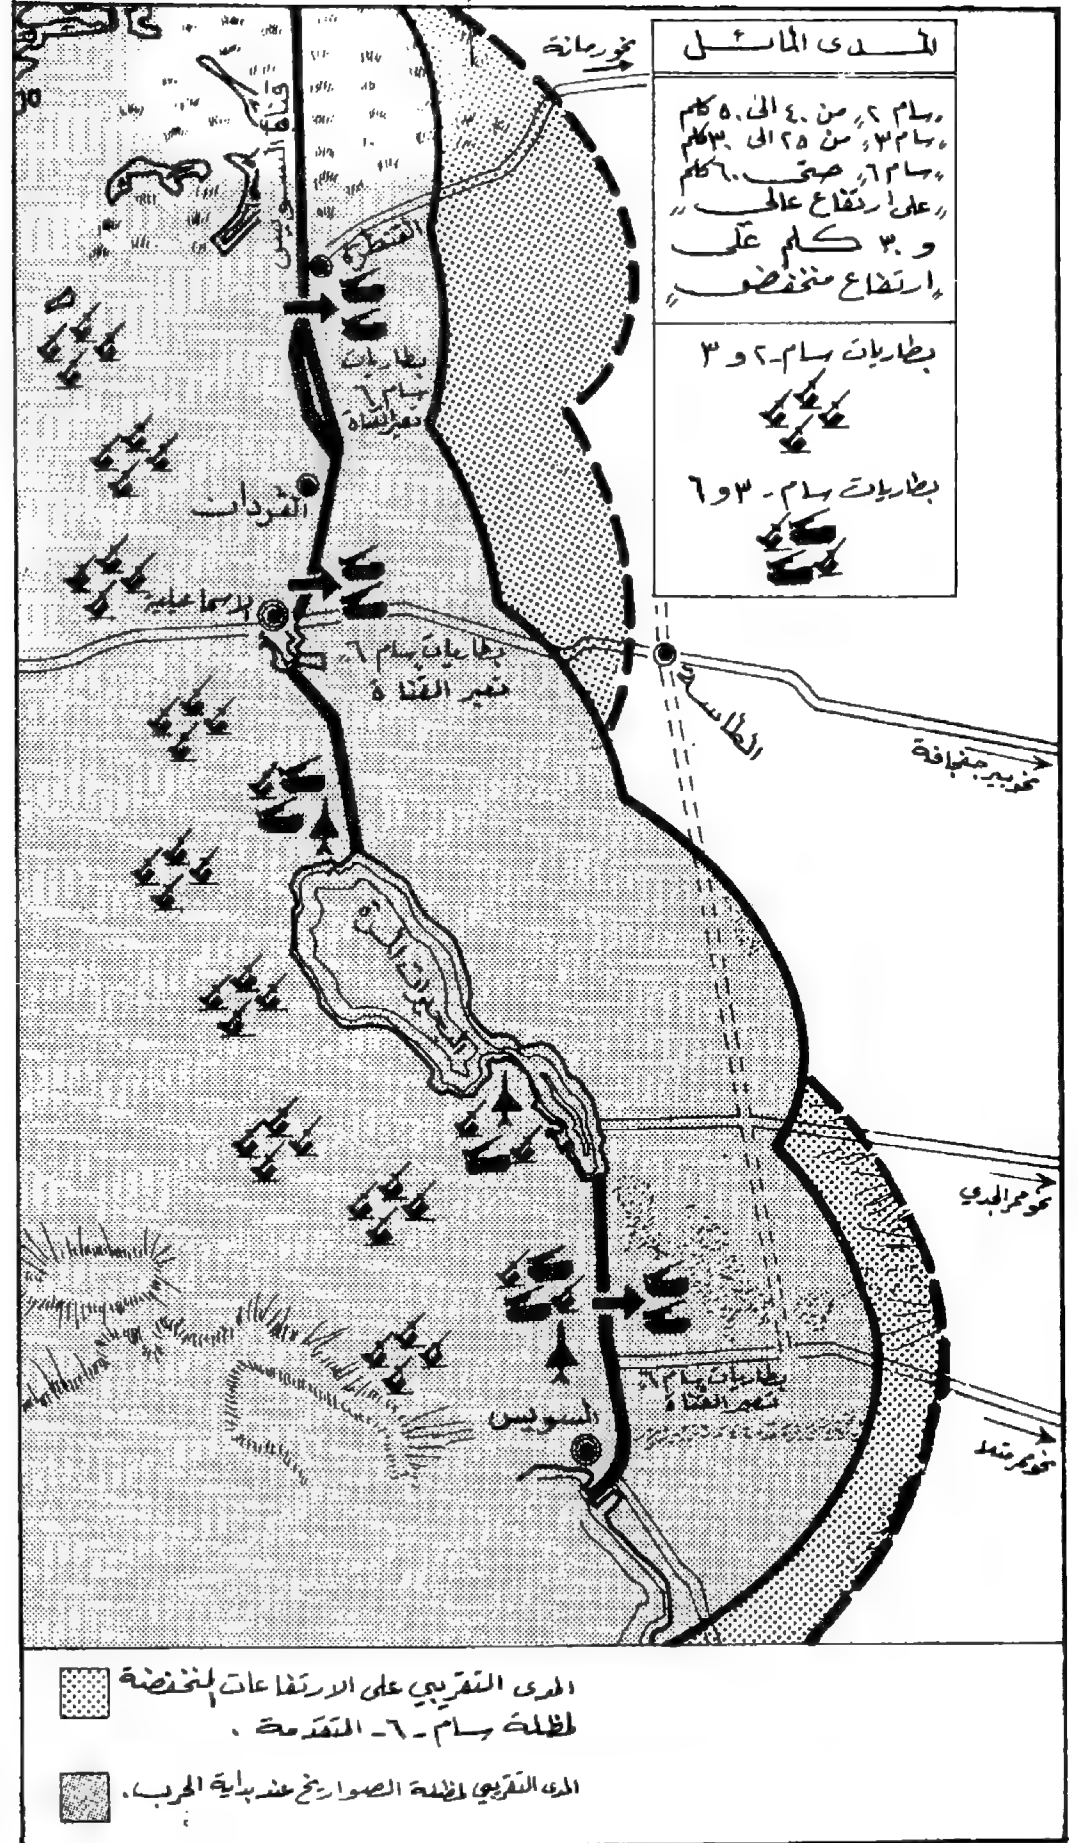 المدى المائل
„سام ٢„ من ٤٠ الى ٥٠ كلم
„سام ٣„ من ٢٥ الى ٣٠ كلم
„سام ٦„ حتى ٦٠ كلم
„على ارتفاع عالي„
و ٣٠ كلم على
„ارتفاع منخفض„
بطاريات سام-٢ و ٣
بطاريات سام - ٣ و ٦
نحو رمانة
قناة السويس
القنطرة
بطاريات
سام ٦
تعبر القناة
الفردان
الاسماعيلية
بطاريات سام ٦
تعبر القناة
الطاسة
نحو بير جفجافة
البحيرات المرة
نحو ممر الجدي
بطاريات سام ٦
تعبر القناة
السويس
نحو ممر متلا
المدى التقريبي على الارتفاعات المنخفضة
لمظلة سام - ٦ - المتقدمة .
المدى التقريبي لمظلة الصواريخ عند بداية الحرب.